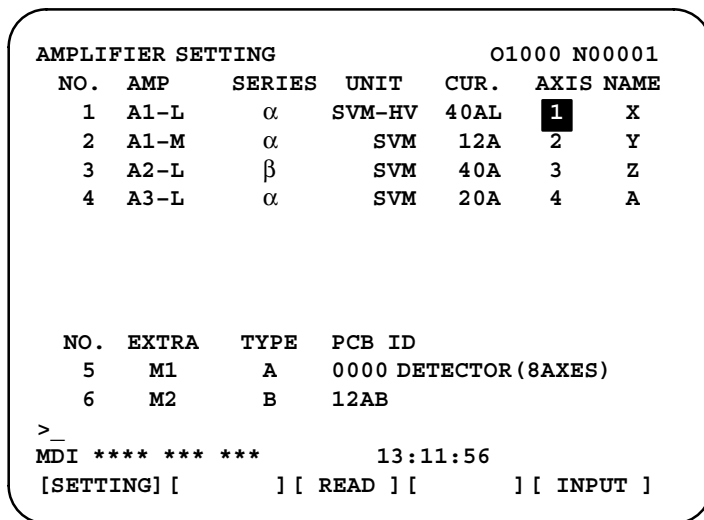 AMPLIFIER SETTING O1000 N00001
NO. AMP SERIES UNIT CUR. AXIS NAME
1 A1-L α SVM-HV 40AL 1 X
2 A1-M α SVM 12A 2 Y
3 A2-L β SVM 40A 3 Z
4 A3-L α SVM 20A 4 A
NO. EXTRA TYPE PCB ID
5 M1 A 0000 DETECTOR(8AXES)
6 M2 B 12AB
>_
MDI **** *** *** 13:11:56
[SETTING][ ][ READ ][ ][ INPUT ]